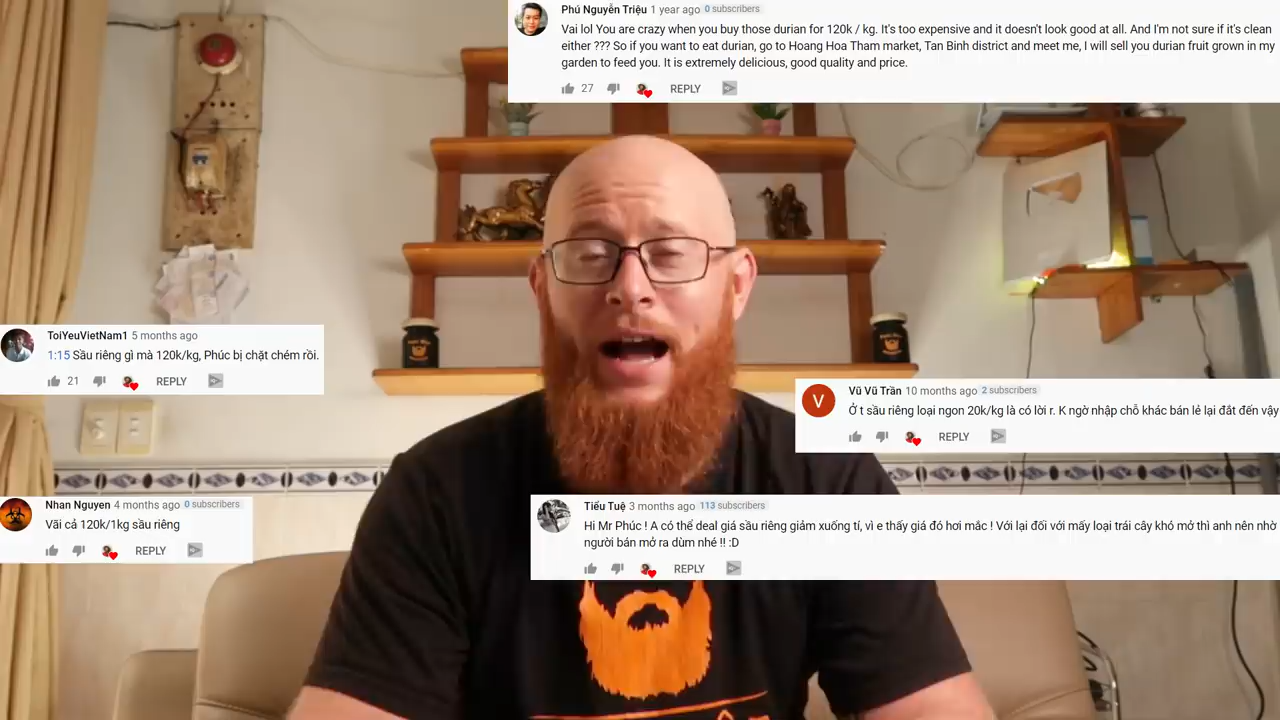 Phú Nguyễn Triệu 1 year ago 0 subscribers
Vai lol You are crazy when you buy those durian for 120k / kg. It's too expensive and it doesn't look good at all. And I'm not sure if it's clean
either ??? So if you want to eat durian, go to Hoang Hoa Tham market, Tan Binh district and meet me, I will sell you durian fruit grown in my
garden to feed you. It is extremely delicious, good quality and price.
27 REPLY
ToiYeuVietNam1 5 months ago
1:15 Sầu riêng gì mà 120k/kg, Phúc bị chặt chém rồi.
21 REPLY
V
Vũ Vũ Trần 10 months ago 2 subscribers
Ở t sầu riêng loại ngon 20k/kg là có lời r. K ngờ nhập chỗ khác bán lẻ lại đắt đến vậy
REPLY
Nhan Nguyen 4 months ago 0 subscribers
Vãi cả 120k/1kg sầu riêng
REPLY
Tiểu Tuệ 3 months ago 113 subscribers
Hi Mr Phúc ! A có thể deal giá sầu riêng giảm xuống tí, vì e thấy giá đó hơi mắc ! Với lại đối với mấy loại trái cây khó mở thì anh nên nhờ
người bán mở ra dùm nhé !! :D
REPLY